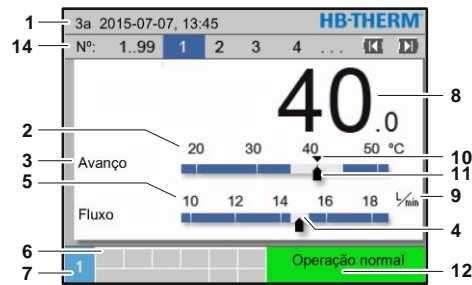 1 3a 2015-07-07, 13:45 HB-THERM®
14 Nº: 1..99 1 2 3 4 ...
40.0 8
2 20 30 40 50 °C 10
3 Avanço 11
5 10 12 14 16 18 L/min 9
Fluxo 4
6
7 1 Operação normal 12